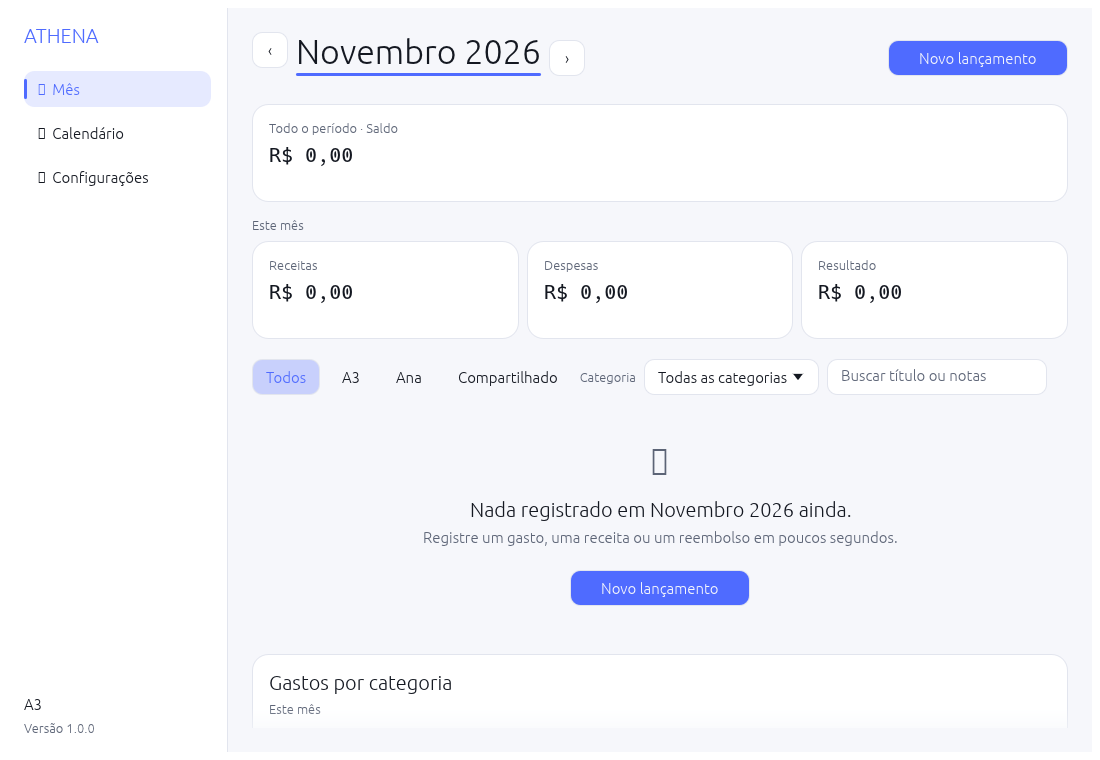 ATHENA
Mês
Calendário
Configurações
A3
Versão 1.0.0
‹ Novembro 2026 ›
Novo lançamento
Todo o período · Saldo
R$ 0,00
Este mês
Receitas
R$ 0,00
Despesas
R$ 0,00
Resultado
R$ 0,00
Todos A3 Ana Compartilhado Categoria Todas as categorias Buscar título ou notas
Nada registrado em Novembro 2026 ainda.
Registre um gasto, uma receita ou um reembolso em poucos segundos.
Novo lançamento
Gastos por categoria
Este mês